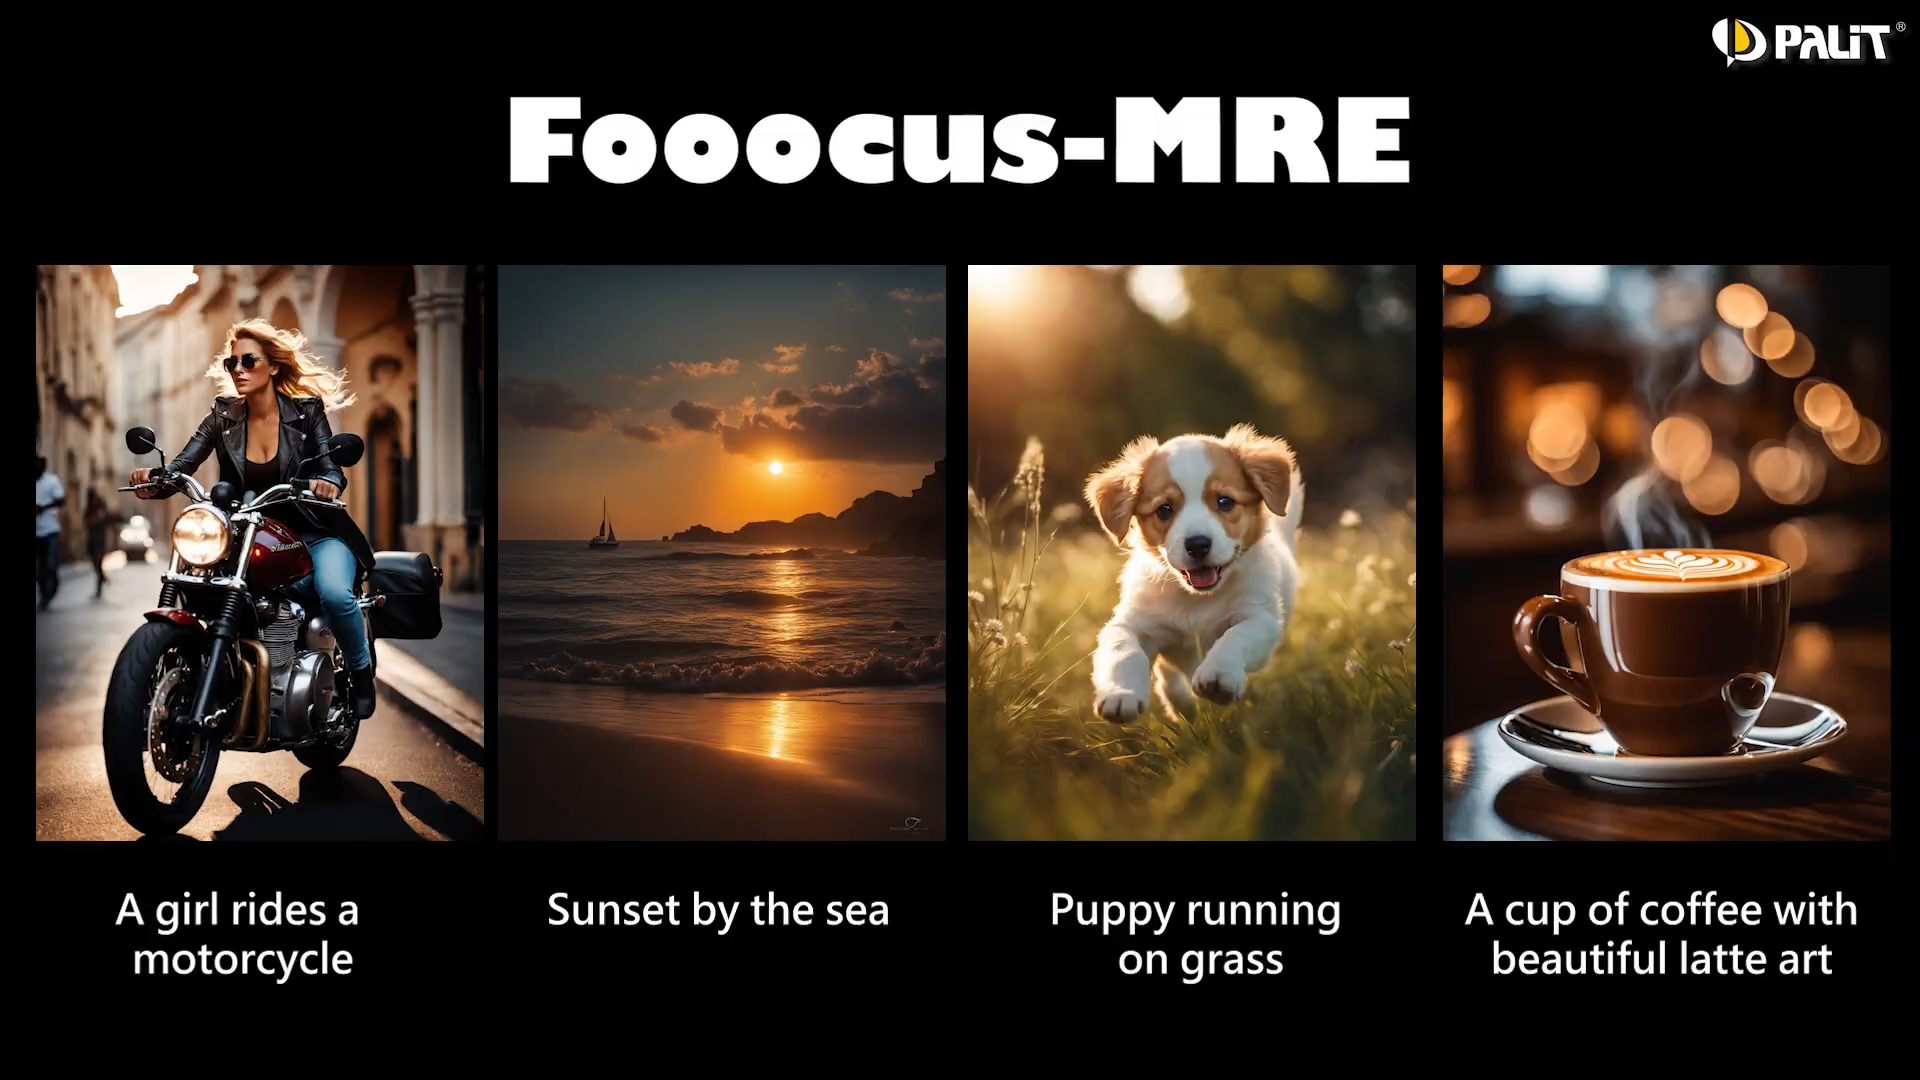 PALIT®
Fooocus-MRE
A girl rides a
motorcycle
Sunset by the sea
Puppy running
on grass
A cup of coffee with
beautiful latte art